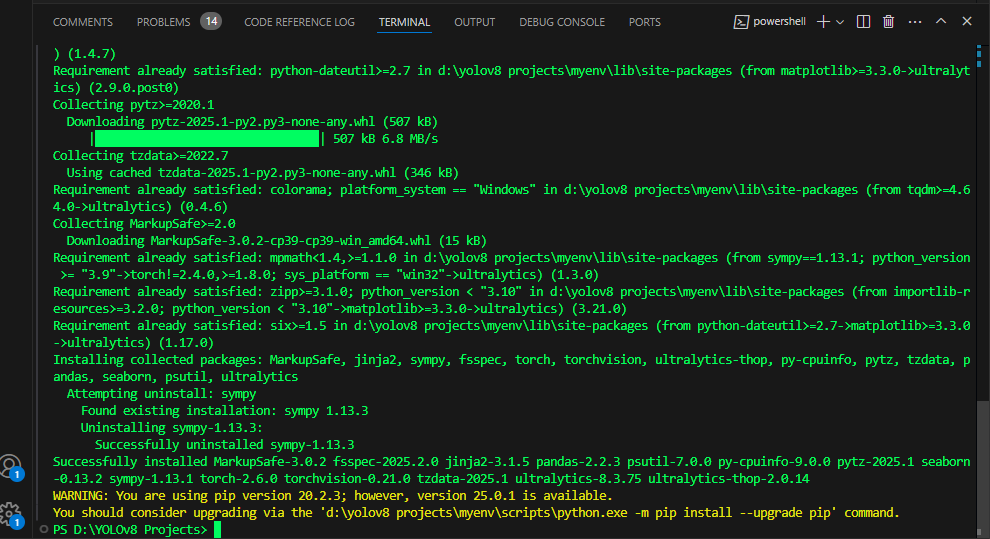 COMMENTS PROBLEMS 14 CODE REFERENCE LOG TERMINAL OUTPUT DEBUG CONSOLE PORTS powershell
) (1.4.7)
Requirement already satisfied: python-dateutil>=2.7 in d:\yolov8 projects\myenv\lib\site-packages (from matplotlib>=3.3.0->ultralyt
ics) (2.9.0.post0)
Collecting pytz>=2020.1
  Downloading pytz-2025.1-py2.py3-none-any.whl (507 kB)
     || 507 kB 6.8 MB/s
Collecting tzdata>=2022.7
  Using cached tzdata-2025.1-py2.py3-none-any.whl (346 kB)
Requirement already satisfied: colorama; platform_system == "Windows" in d:\yolov8 projects\myenv\lib\site-packages (from tqdm>=4.6
4.0->ultralytics) (0.4.6)
Collecting MarkupSafe>=2.0
  Downloading MarkupSafe-3.0.2-cp39-cp39-win_amd64.whl (15 kB)
Requirement already satisfied: mpmath<1.4,>=1.1.0 in d:\yolov8 projects\myenv\lib\site-packages (from sympy==1.13.1; python_version
 >= "3.9"->torch!=2.4.0,>=1.8.0; sys_platform == "win32"->ultralytics) (1.3.0)
Requirement already satisfied: zipp>=3.1.0; python_version < "3.10" in d:\yolov8 projects\myenv\lib\site-packages (from importlib-r
esources>=3.2.0; python_version < "3.10"->matplotlib>=3.3.0->ultralytics) (3.21.0)
Requirement already satisfied: six>=1.5 in d:\yolov8 projects\myenv\lib\site-packages (from python-dateutil>=2.7->matplotlib>=3.3.0
->ultralytics) (1.17.0)
Installing collected packages: MarkupSafe, jinja2, sympy, fsspec, torch, torchvision, ultralytics-thop, py-cpuinfo, pytz, tzdata, p
andas, seaborn, psutil, ultralytics
  Attempting uninstall: sympy
    Found existing installation: sympy 1.13.3
    Uninstalling sympy-1.13.3:
      Successfully uninstalled sympy-1.13.3
Successfully installed MarkupSafe-3.0.2 fsspec-2025.2.0 jinja2-3.1.5 pandas-2.2.3 psutil-7.0.0 py-cpuinfo-9.0.0 pytz-2025.1 seaborn
-0.13.2 sympy-1.13.1 torch-2.6.0 torchvision-0.21.0 tzdata-2025.1 ultralytics-8.3.75 ultralytics-thop-2.0.14
WARNING: You are using pip version 20.2.3; however, version 25.0.1 is available.
You should consider upgrading via the 'd:\yolov8 projects\myenv\scripts\python.exe -m pip install --upgrade pip' command.
PS D:\YOLOv8 Projects>
1
1